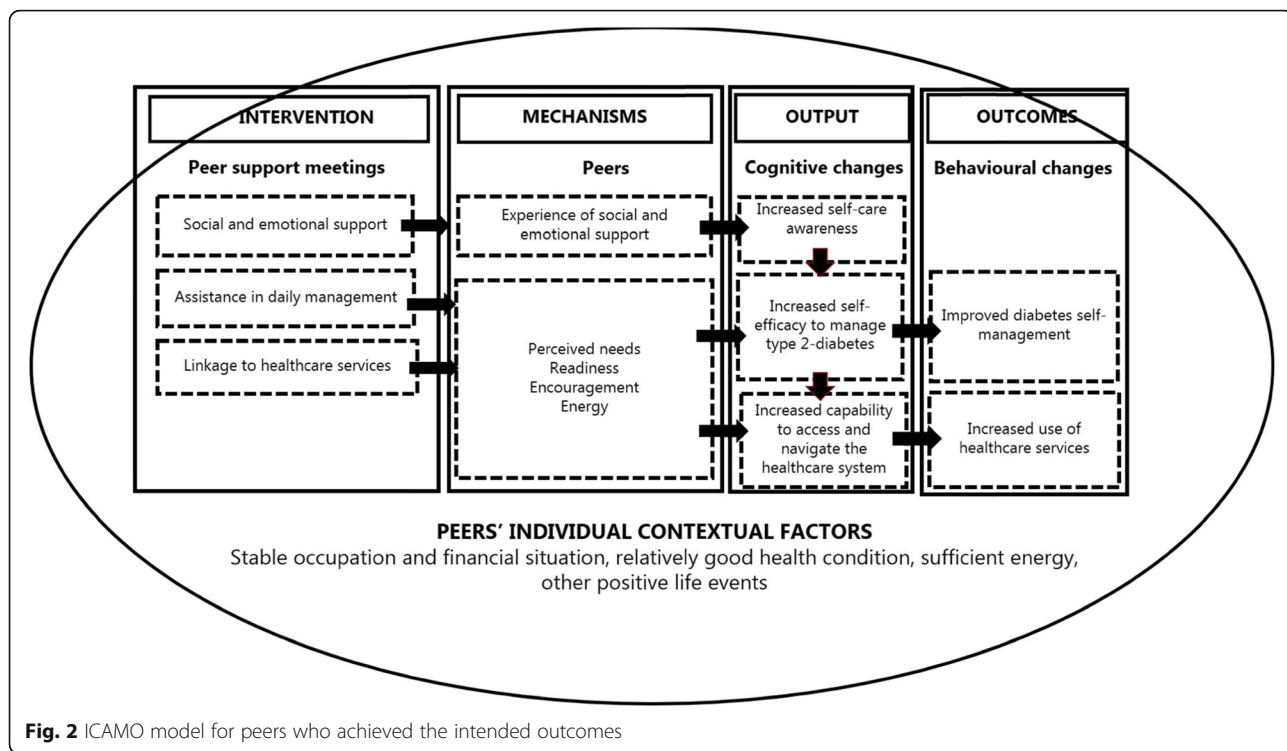 INTERVENTION
Peer support meetings
Social and emotional support
Assistance in daily management
Linkage to healthcare services
MECHANISMS
Peers
Experience of social and
emotional support
Perceived needs
Readiness
Encouragement
Energy
OUTPUT
Cognitive changes
Increased self-care
awareness
Increased self-
efficacy to manage
type 2-diabetes
Increased capability
to access and
navigate the
healthcare system
OUTCOMES
Behavioural changes
Improved diabetes self-
management
Increased use of
healthcare services
PEERS’ INDIVIDUAL CONTEXTUAL FACTORS
Stable occupation and financial situation, relatively good health condition, sufficient energy,
other positive life events
Fig. 2 ICAMO model for peers who achieved the intended outcomes